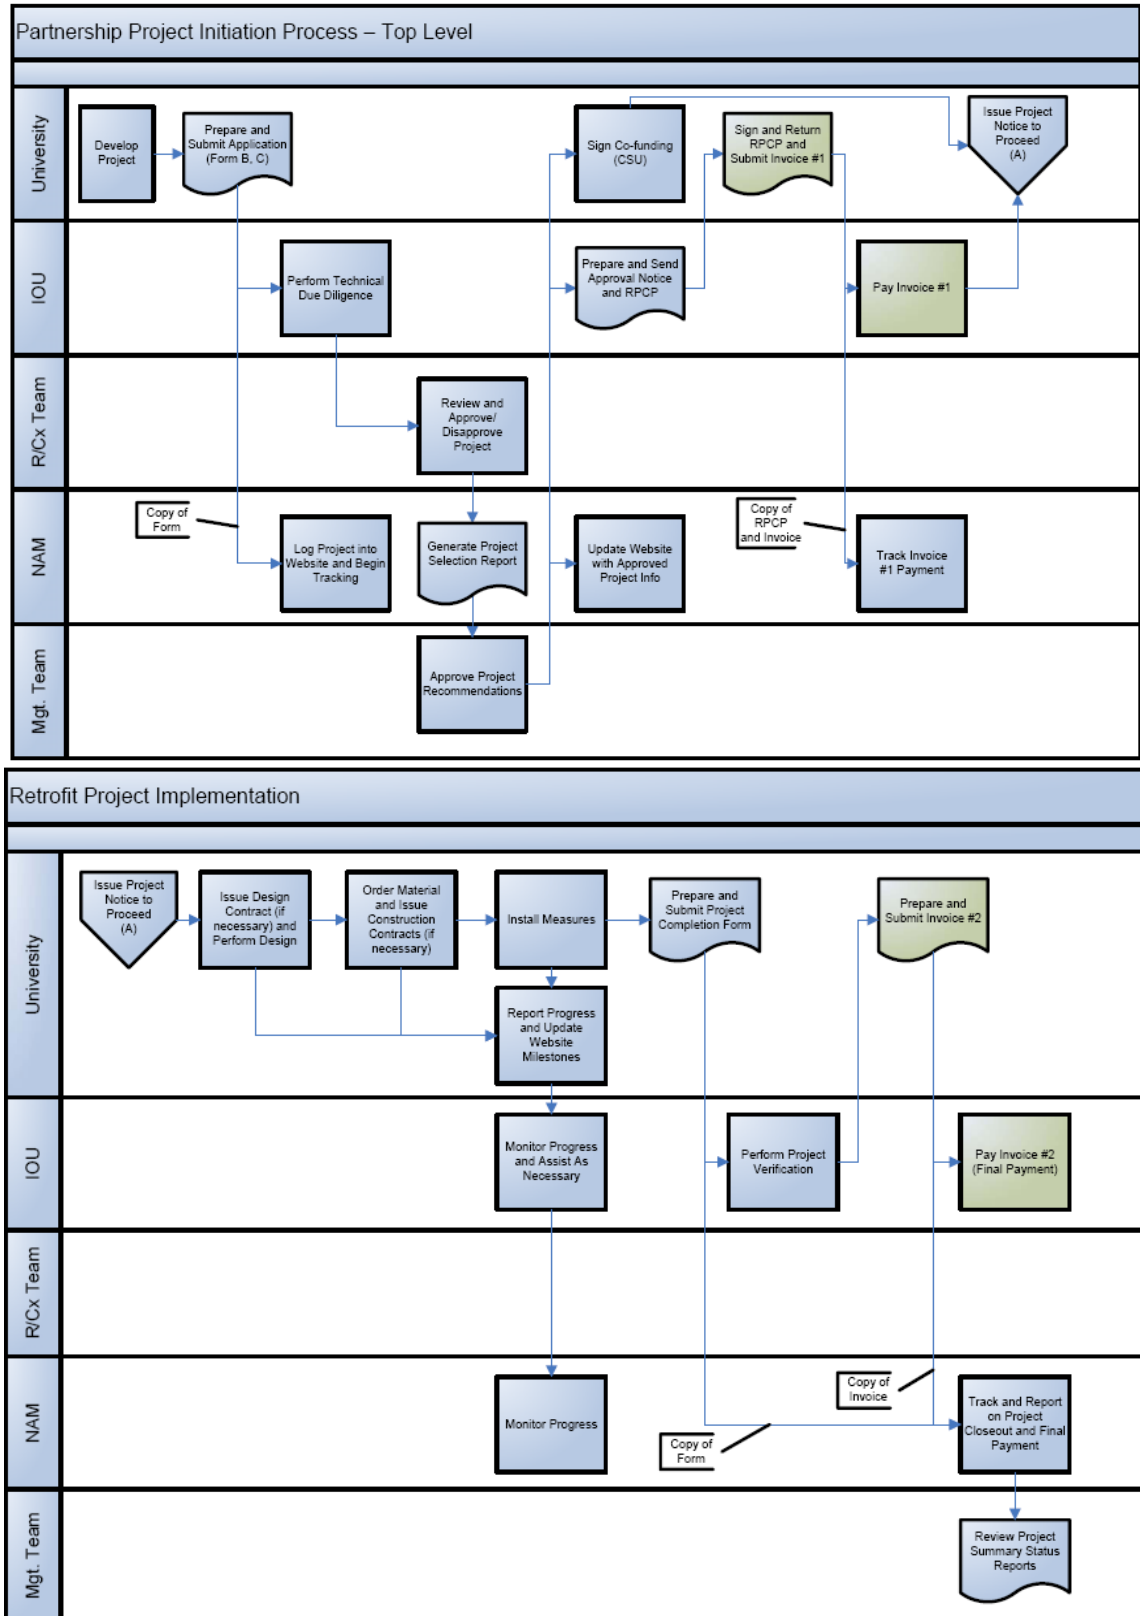 Partnership Project Initiation Process – Top Level
University
Develop
Project
Prepare and
Submit Application
(Form B, C)
Sign Co-funding
(CSU)
Sign and Return
RPCP and
Submit Invoice #1
Issue Project
Notice to
Proceed
(A)
IOU
Perform Technical
Due Diligence
Prepare and Send
Approval Notice
and RPCP
Pay Invoice #1
R/Cx Team
Review and
Approve/
Disapprove
Project
NAM
Copy of
Form
Log Project into
Website and Begin
Tracking
Generate Project
Selection Report
Update Website
with Approved
Project Info
Copy of
RPCP
and Invoice
Track Invoice
#1 Payment
Mgt. Team
Approve Project
Recommendations
Retrofit Project Implementation
University
Issue Project
Notice to
Proceed
(A)
Issue Design
Contract (if
necessary) and
Perform Design
Order Material
and Issue
Construction
Contracts (if
necessary)
Install Measures
Prepare and
Submit Project
Completion Form
Prepare and
Submit Invoice #2
Report Progress
and Update
Website
Milestones
IOU
Monitor Progress
and Assist As
Necessary
Perform Project
Verification
Pay Invoice #2
(Final Payment)
R/Cx Team
NAM
Monitor Progress
Copy of
Form
Copy of
Invoice
Track and Report
on Project
Closeout and Final
Payment
Mgt. Team
Review Project
Summary Status
Reports